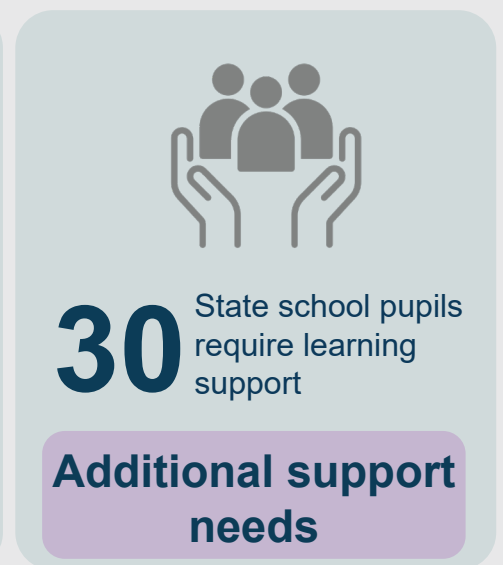 30
State school pupils
require learning
support
Additional support
needs